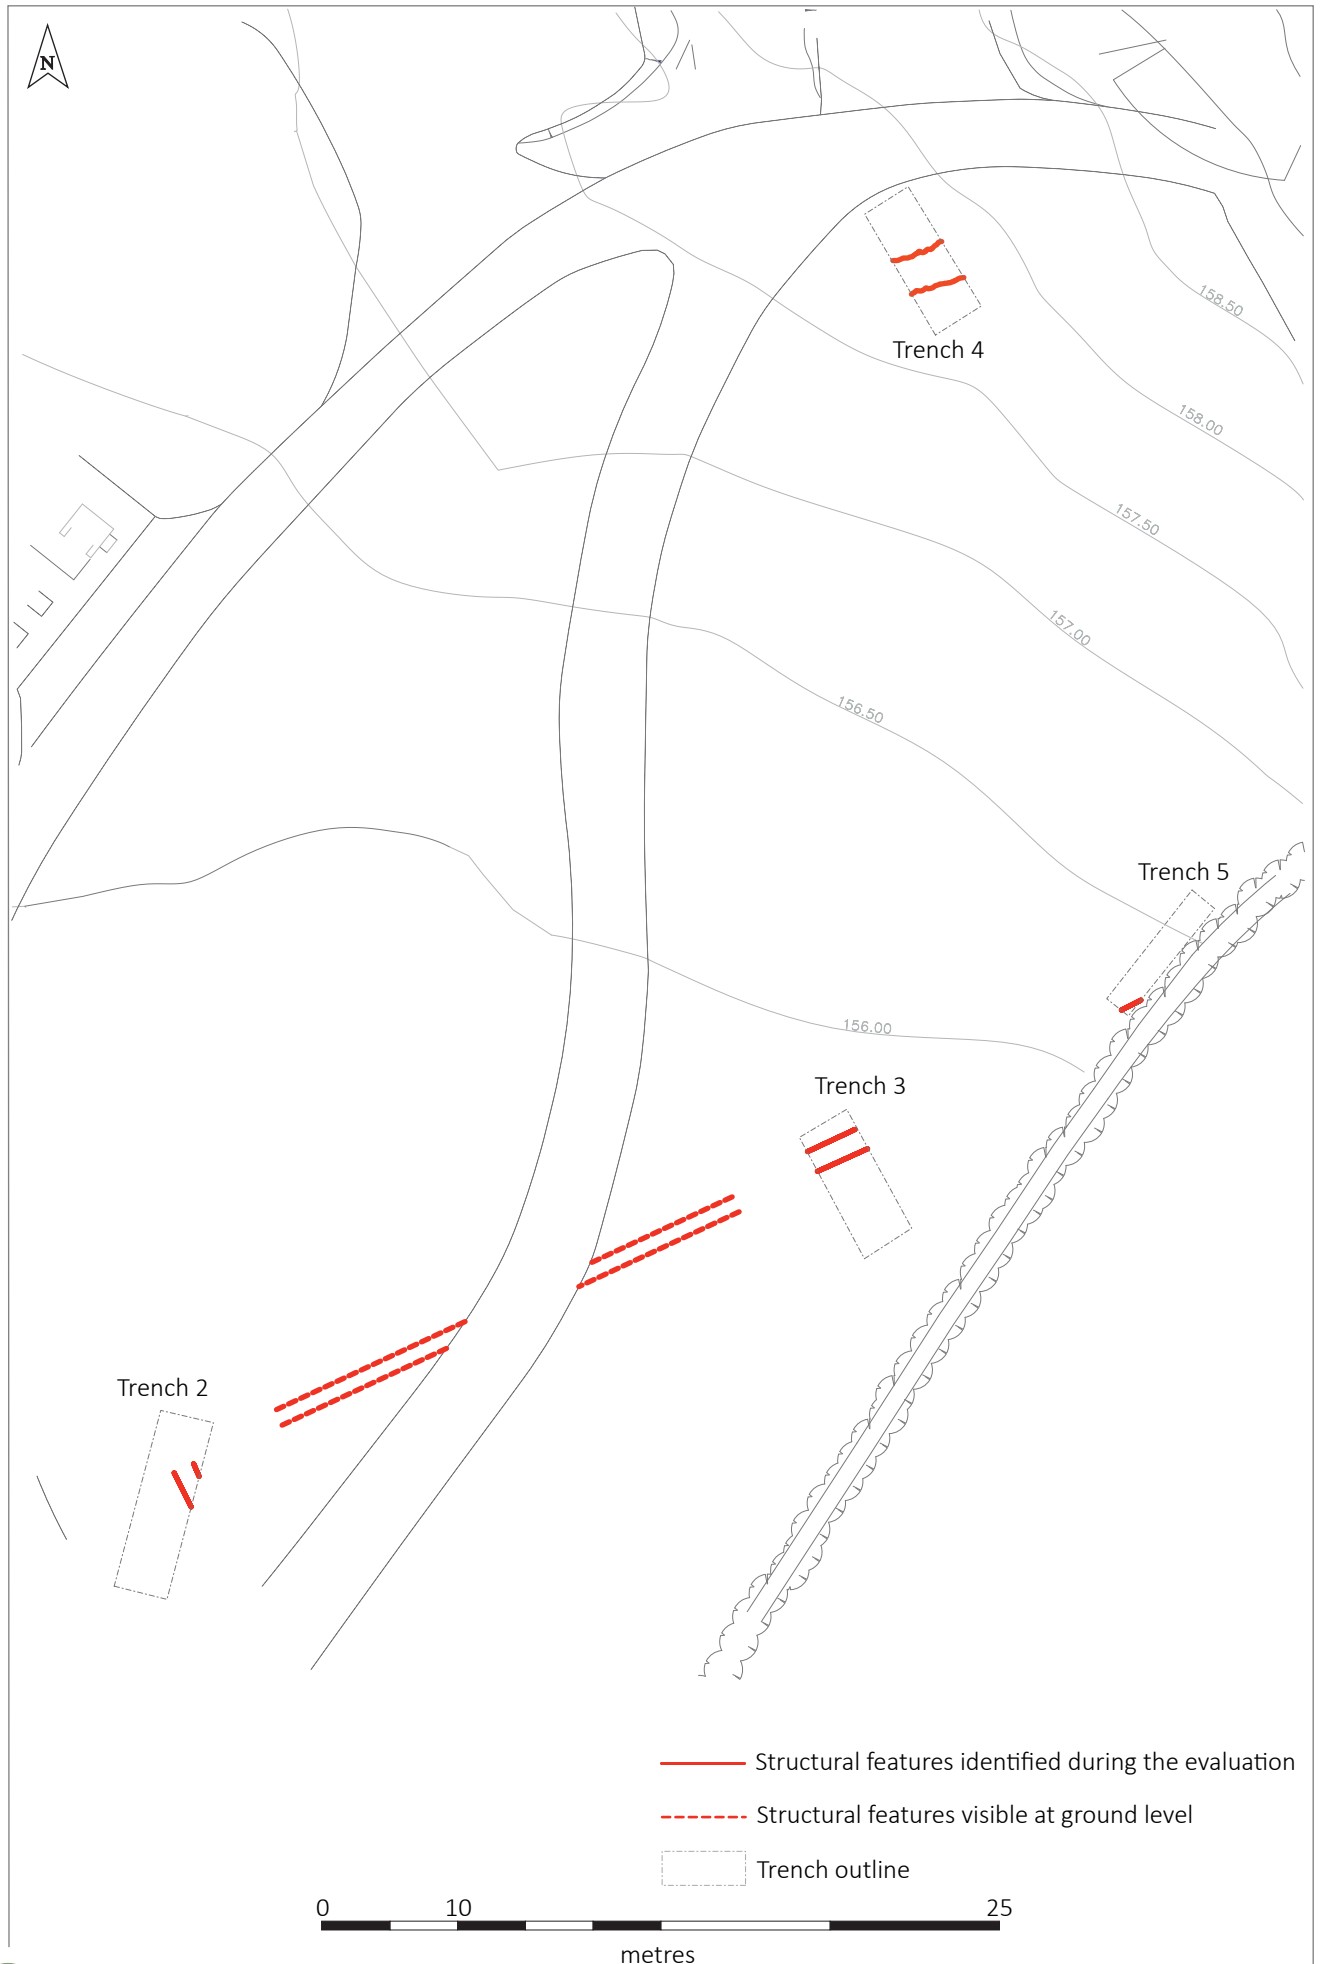 N
158.50
Trench 4
158.00
157.50
157.00
156.50
Trench 5
156.00
Trench 3
Trench 2
Structural features identified during the evaluation
Structural features visible at ground level
Trench outline
0 10 25
metres